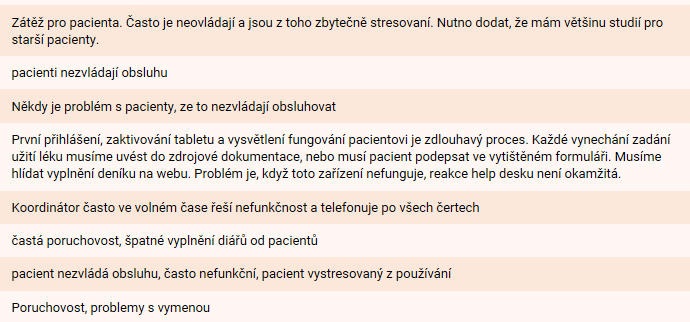 Zátěž pro pacienta. Často je neovládají a jsou z toho zbytečně stresovaní. Nutno dodat, že mám většinu studií pro
starší pacienty.
pacienti nezvládají obsluhu
Někdy je problém s pacienty, ze to nezvládají obsluhovat
První přihlášení, zaktivování tabletu a vysvětlení fungování pacientovi je zdlouhavý proces. Každé vynechání zadání
užití léku musíme uvést do zdrojové dokumentace, nebo musí pacient podepsat ve vytištěném formuláři. Musíme
hlídat vyplnění deníku na webu. Problém je, když toto zařízení nefunguje, reakce help desku není okamžitá.
Koordinátor často ve volném čase řeší nefunkčnost a telefonuje po všech čertech
častá poruchovost, špatné vyplnění diářů od pacientů
pacient nezvládá obsluhu, často nefunkční, pacient vystresovaný z používání
Poruchovost, problemy s vymenou